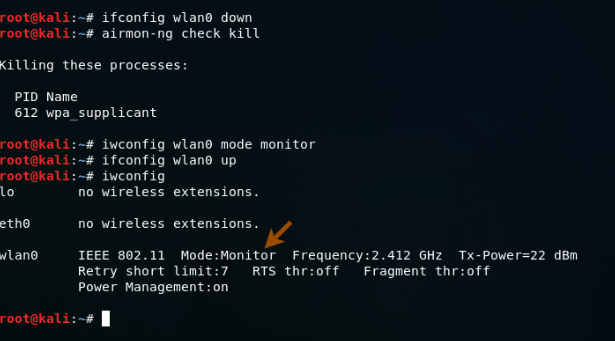 root@kali:~# ifconfig wlan0 down
root@kali:~# airmon-ng check kill
Killing these processes:
PID Name
612 wpa_supplicant
root@kali:~# iwconfig wlan0 mode monitor
root@kali:~# ifconfig wlan0 up
root@kali:~# iwconfig
lo        no wireless extensions.
eth0      no wireless extensions.
wlan0     IEEE 802.11  Mode:Monitor  Frequency:2.412 GHz  Tx-Power=22 dBm
Retry short limit:7   RTS thr:off   Fragment thr:off
Power Management:on
root@kali:~#